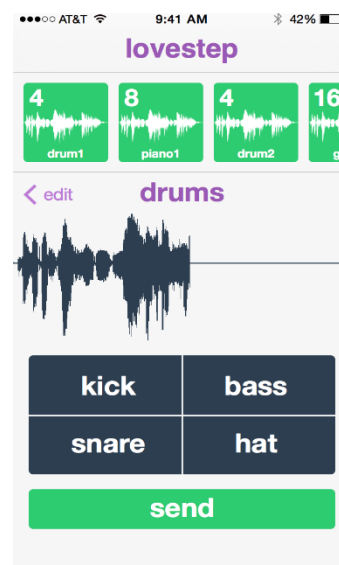 AT&T 9:41 AM 42%
lovestep
4 8 4 16
drum1 piano1 drum2
edit drums
kick bass
snare hat
send